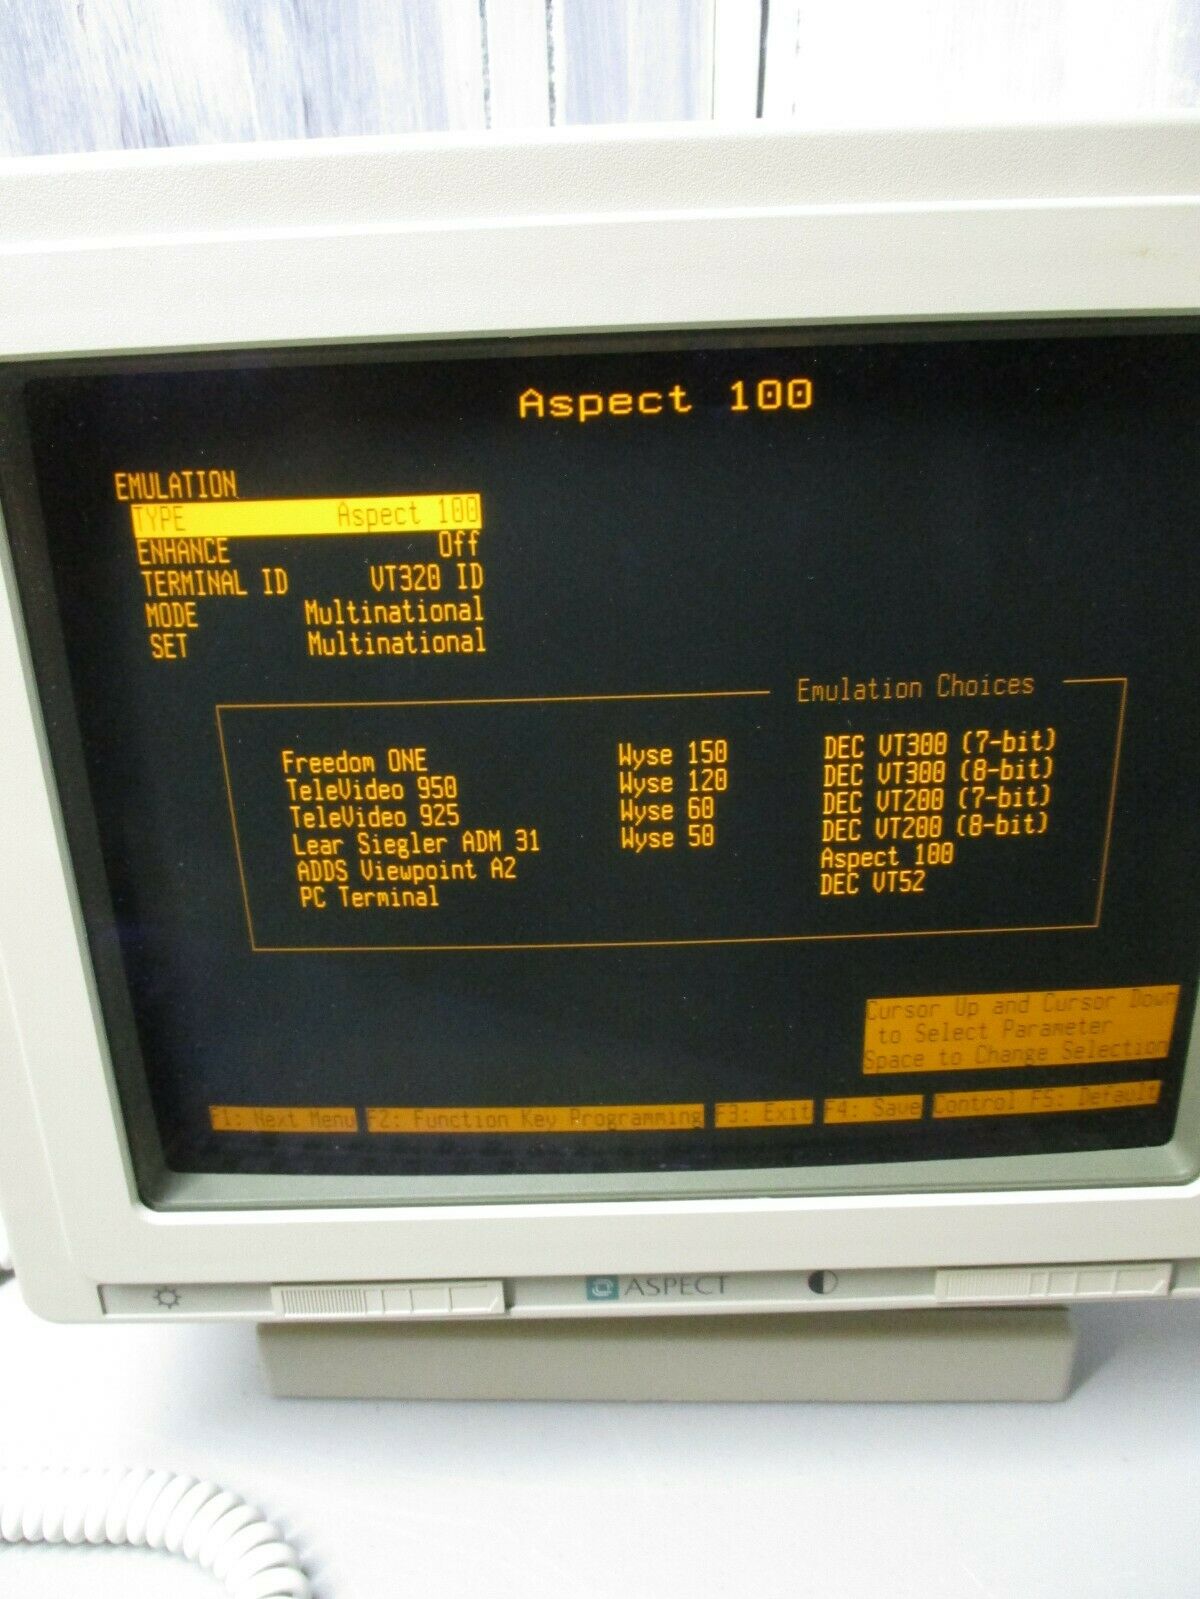 Aspect 100
EMULATION
TYPE Aspect 100
ENHANCE Off
TERMINAL ID VT320 ID
MODE Multinational
SET Multinational
Emulation Choices
Freedom ONE Wyse 150 DEC VT300 (7-bit)
TeleVideo 950 Wyse 120 DEC VT300 (8-bit)
TeleVideo 925 Wyse 60 DEC VT200 (7-bit)
Lear Siegler ADM 31 Wyse 50 DEC VT200 (8-bit)
ADDS Viewpoint A2 Aspect 100
PC Terminal DEC VT52
Cursor Up and Cursor Down
to Select Parameter
Space to Change Selection
F1: Next Menu F2: Function Key Programming F3: Exit F4: Save Control F5: Default
ASPECT